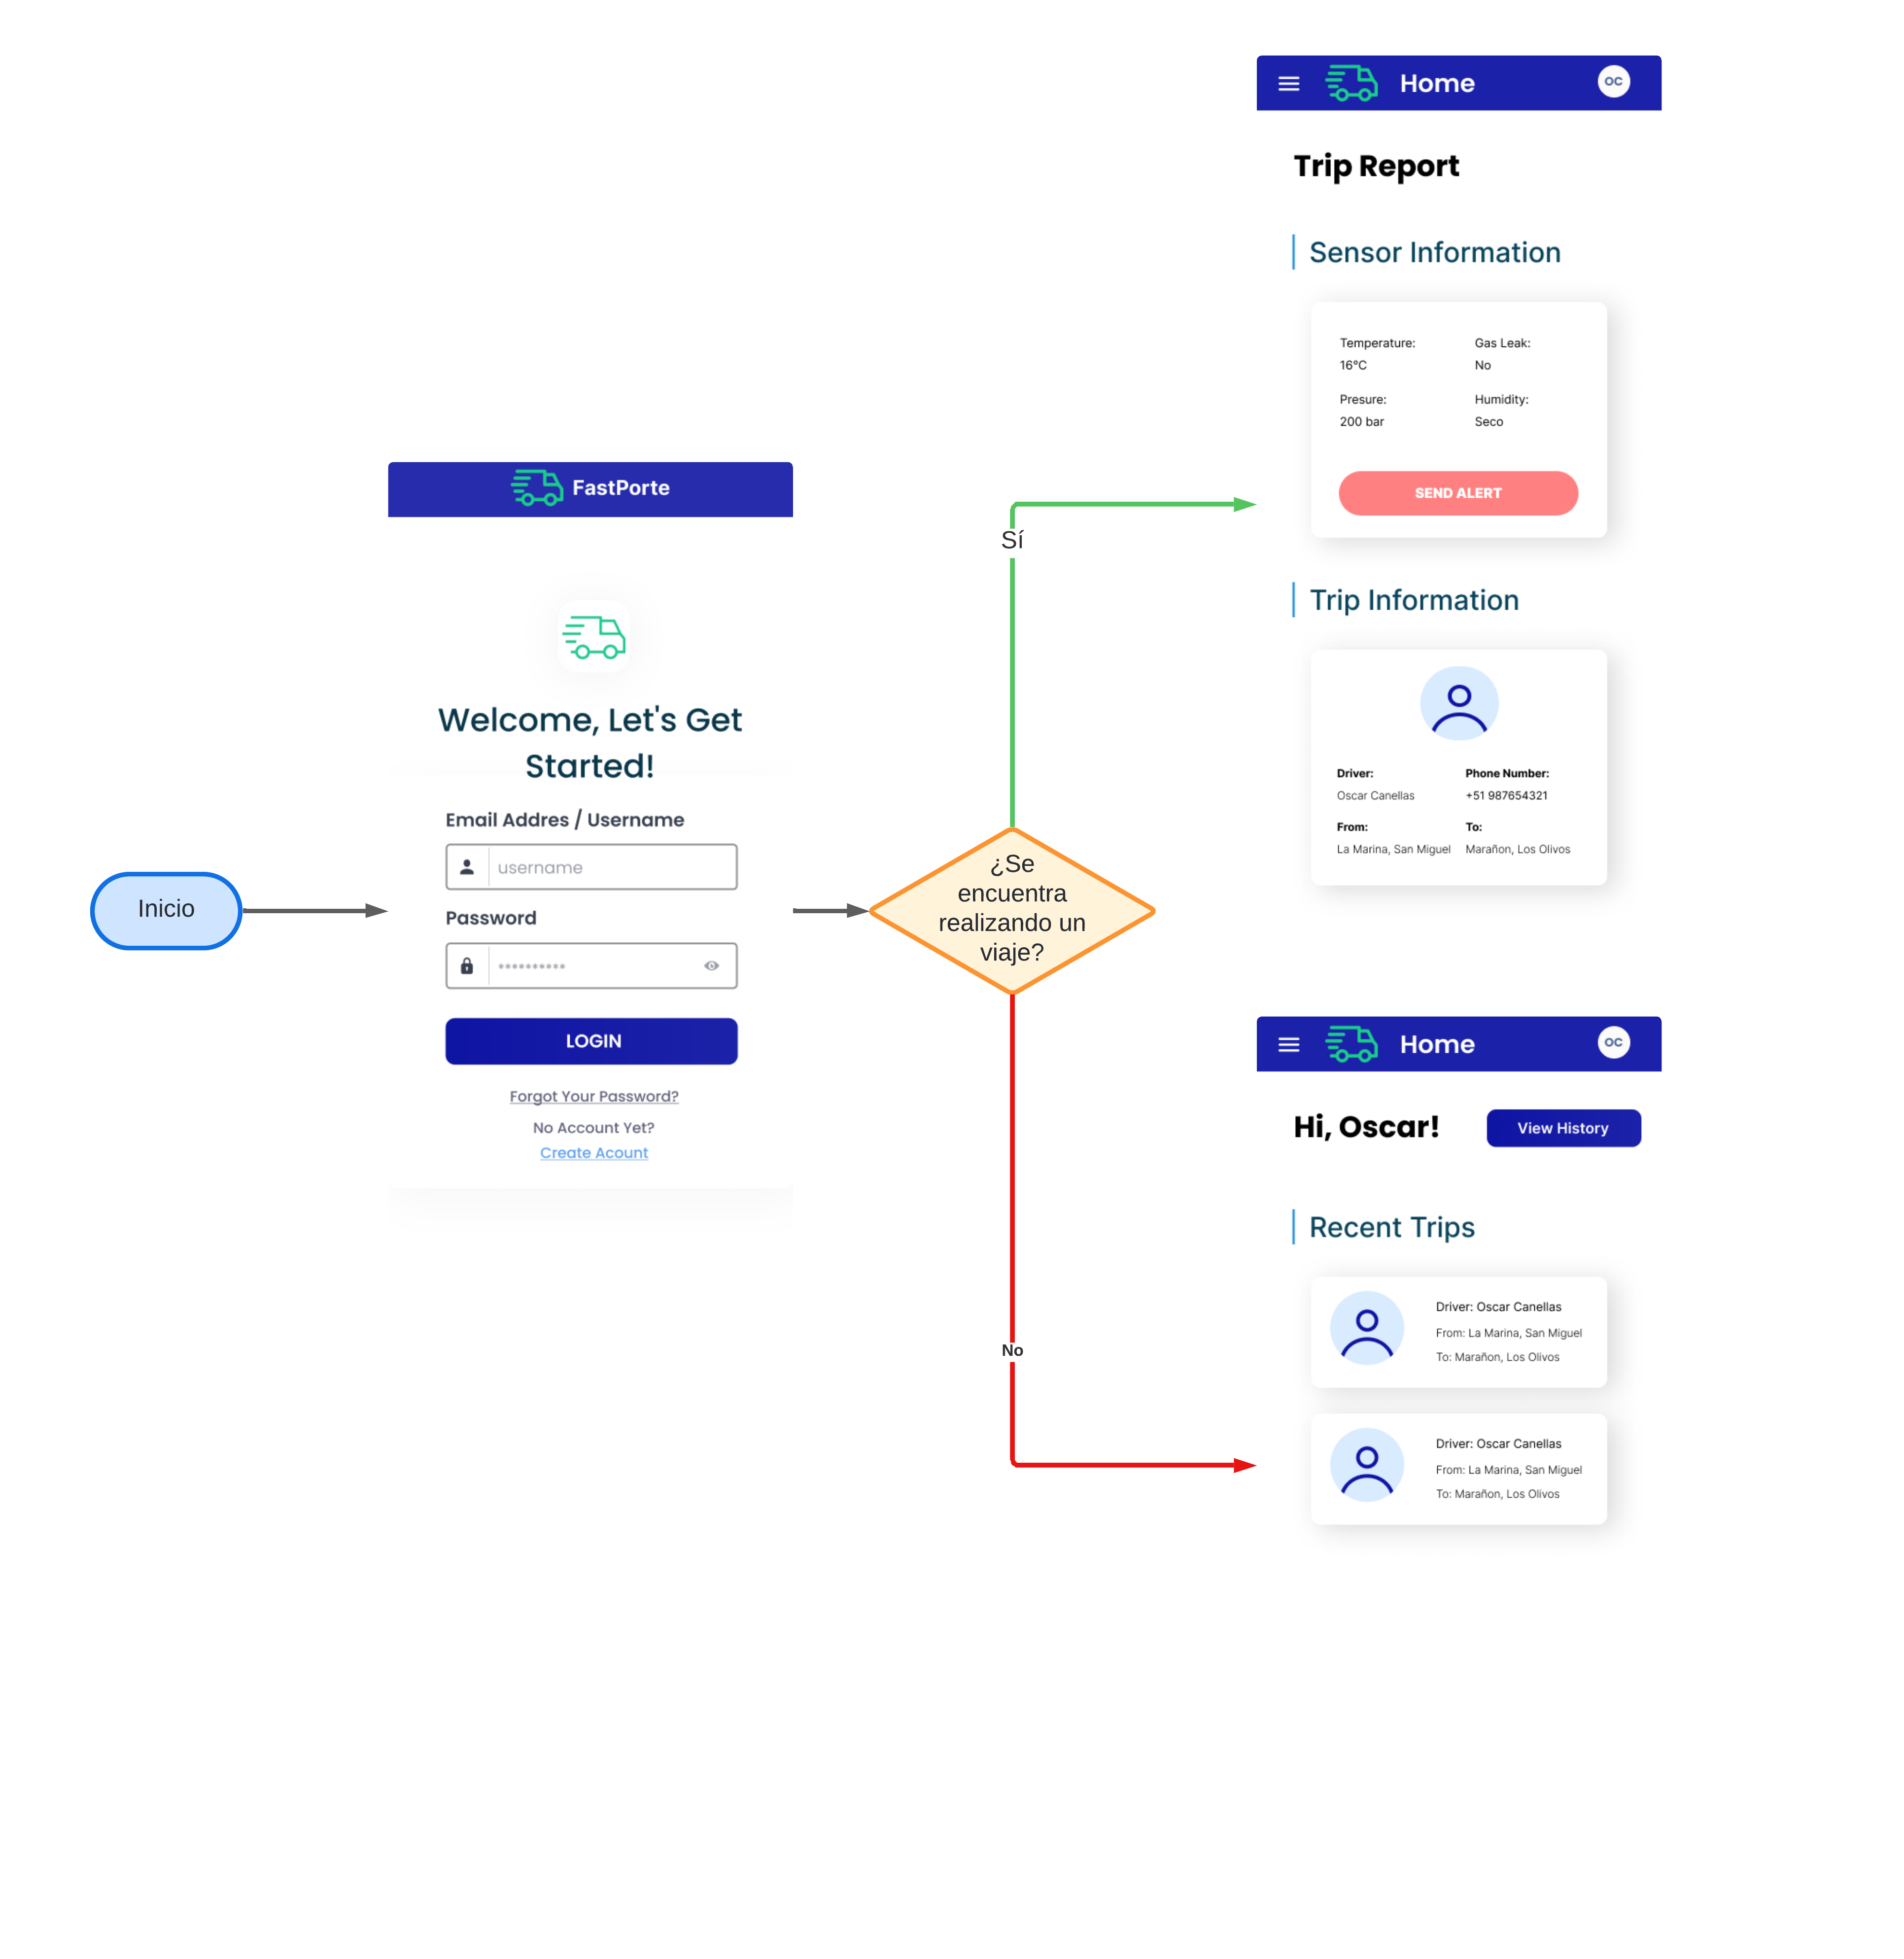 Inicio
FastPorte
Welcome, Let's Get
Started!
Email Addres / Username
username
Password
**********
LOGIN
Forgot Your Password?
No Account Yet?
Create Acount
¿Se
encuentra
realizando un
viaje?
Sí
No
Home
OC
Trip Report
Sensor Information
Temperature:
16°C
Gas Leak:
No
Presure:
200 bar
Humidity:
Seco
SEND ALERT
Trip Information
Driver:
Oscar Canellas
Phone Number:
+51 987654321
From:
La Marina, San Miguel
To:
Marañon, Los Olivos
Home
OC
Hi, Oscar!
View History
Recent Trips
Driver: Oscar Canellas
From: La Marina, San Miguel
To: Marañon, Los Olivos
Driver: Oscar Canellas
From: La Marina, San Miguel
To: Marañon, Los Olivos